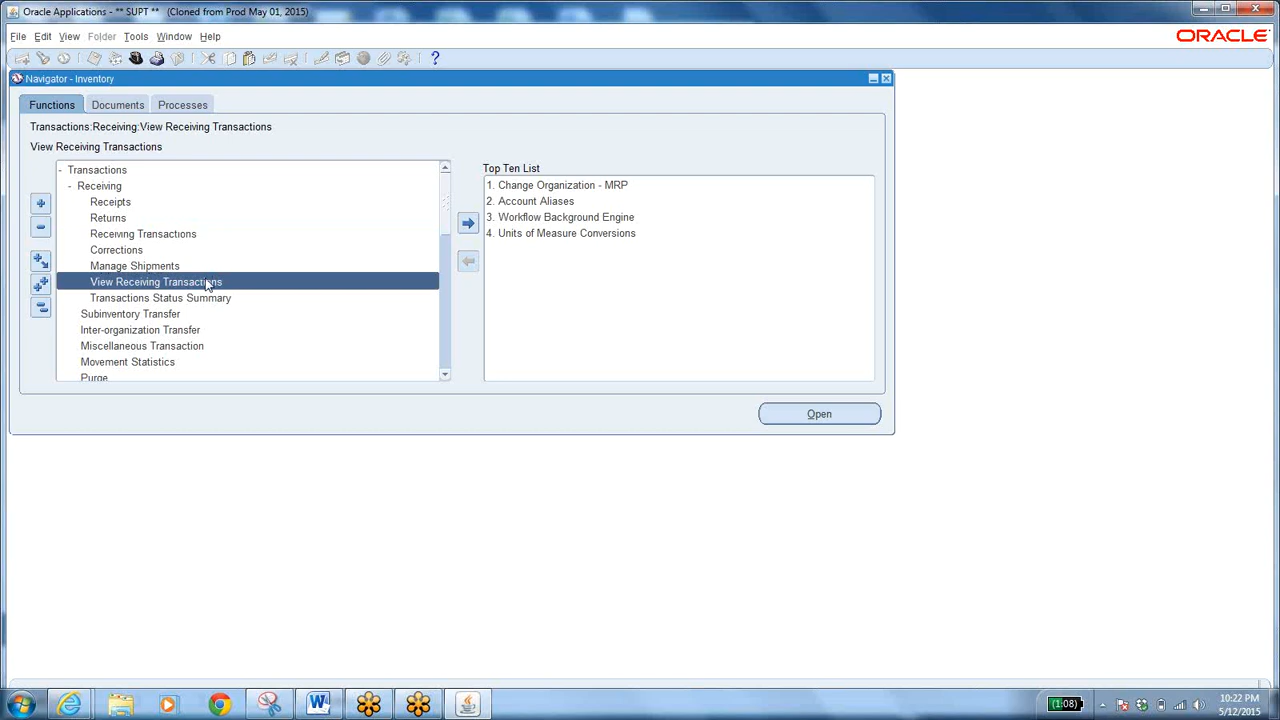 Oracle Applications - ** SUPT ** (Cloned from Prod May 01, 2015)
File Edit View Folder Tools Window Help
ORACLE
?
Navigator - Inventory
Functions Documents Processes
Transactions:Receiving:View Receiving Transactions
View Receiving Transactions
- Transactions
- Receiving
Receipts
Returns
Receiving Transactions
Corrections
Manage Shipments
View Receiving Transactions
Transactions Status Summary
Subinventory Transfer
Inter-organization Transfer
Miscellaneous Transaction
Movement Statistics
Purge
Top Ten List
1. Change Organization - MRP
2. Account Aliases
3. Workflow Background Engine
4. Units of Measure Conversions
Open
(1:08)
10:22 PM
5/12/2015